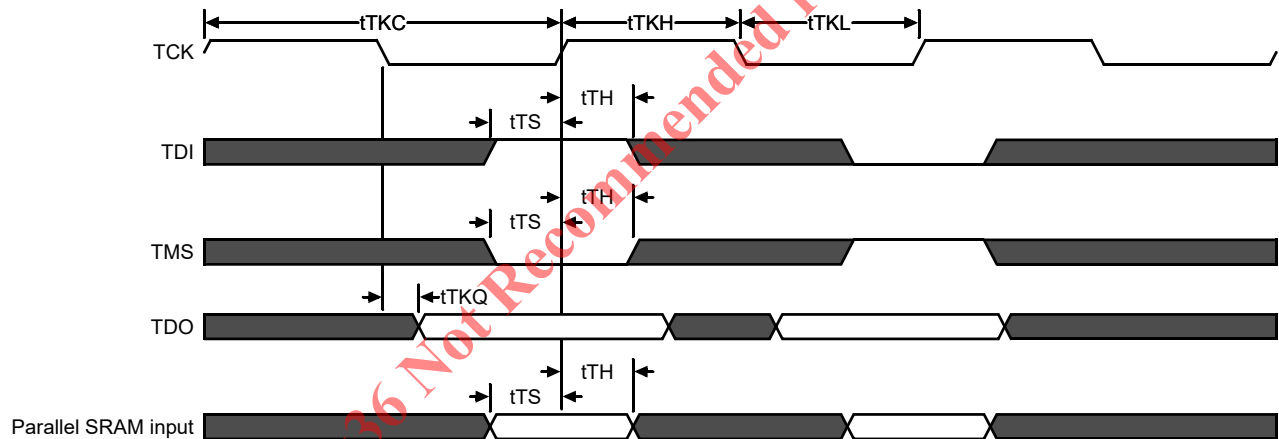 tTKC
tTKH
tTKL
TCK
tTH
tTS
TDI
tTH
tTS
TMS
tTKQ
TDO
tTH
tTS
Parallel SRAM input
36 Not Recommended